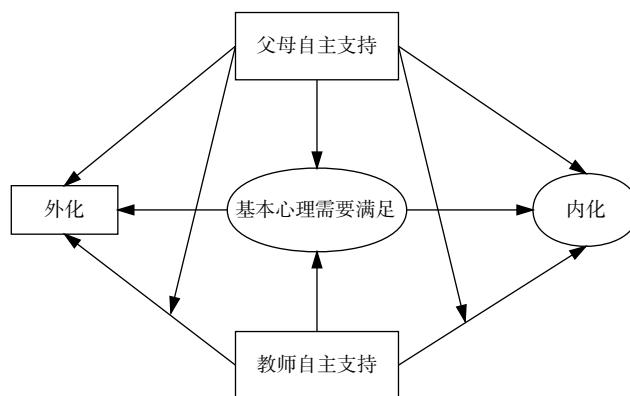 父母自主支持
外化
基本心理需要满足
内化
教师自主支持